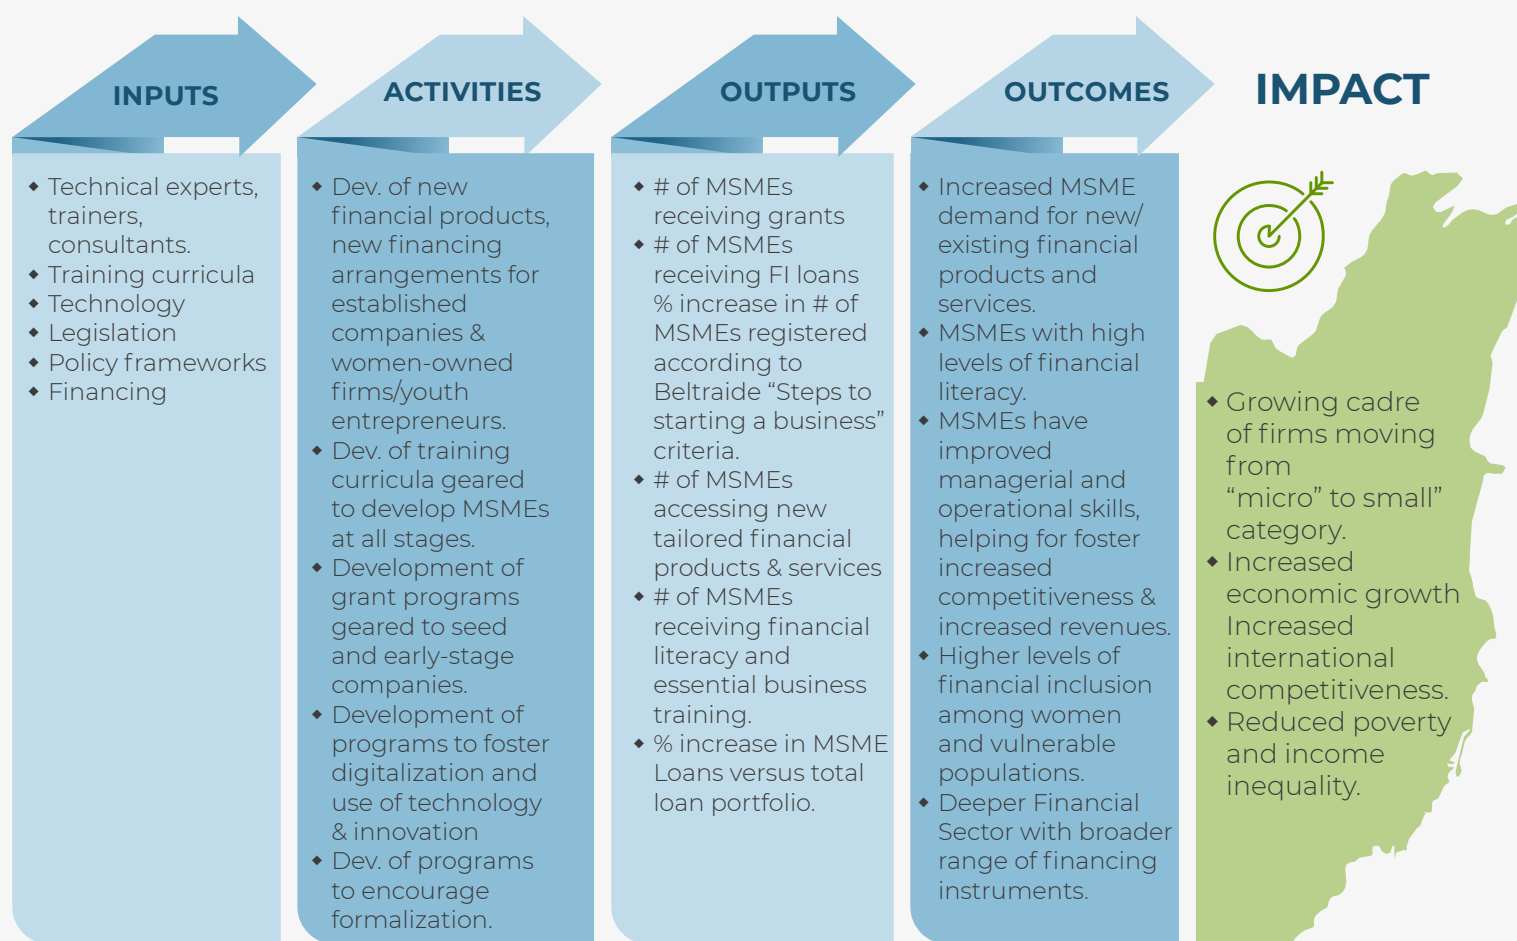 INPUTS
◆ Technical experts,
trainers,
consultants.
◆ Training curricula
◆ Technology
◆ Legislation
◆ Policy frameworks
◆ Financing
ACTIVITIES
◆ Dev. of new
financial products,
new financing
arrangements for
established
companies &
women-owned
firms/youth
entrepreneurs.
◆ Dev. of training
curricula geared
to develop MSMEs
at all stages.
◆ Development of
grant programs
geared to seed
and early-stage
companies.
◆ Development of
programs to foster
digitalization and
use of technology
& innovation
◆ Dev. of programs
to encourage
formalization.
OUTPUTS
◆ # of MSMEs
receiving grants
◆ # of MSMEs
receiving FI loans
% increase in # of
MSMEs registered
according to
Beltraide “Steps to
starting a business”
criteria.
◆ # of MSMEs
accessing new
tailored financial
products & services
◆ # of MSMEs
receiving financial
literacy and
essential business
training.
◆ % increase in MSME
Loans versus total
loan portfolio.
OUTCOMES
◆ Increased MSME
demand for new/
existing financial
products and
services.
◆ MSMEs with high
levels of financial
literacy.
◆ MSMEs have
improved
managerial and
operational skills,
helping for foster
increased
competitiveness &
increased revenues.
◆ Higher levels of
financial inclusion
among women
and vulnerable
populations.
◆ Deeper Financial
Sector with broader
range of financing
instruments.
IMPACT
◆ Growing cadre
of firms moving
from
“micro” to small”
category.
◆ Increased
economic growth
Increased
international
competitiveness.
◆ Reduced poverty
and income
inequality.